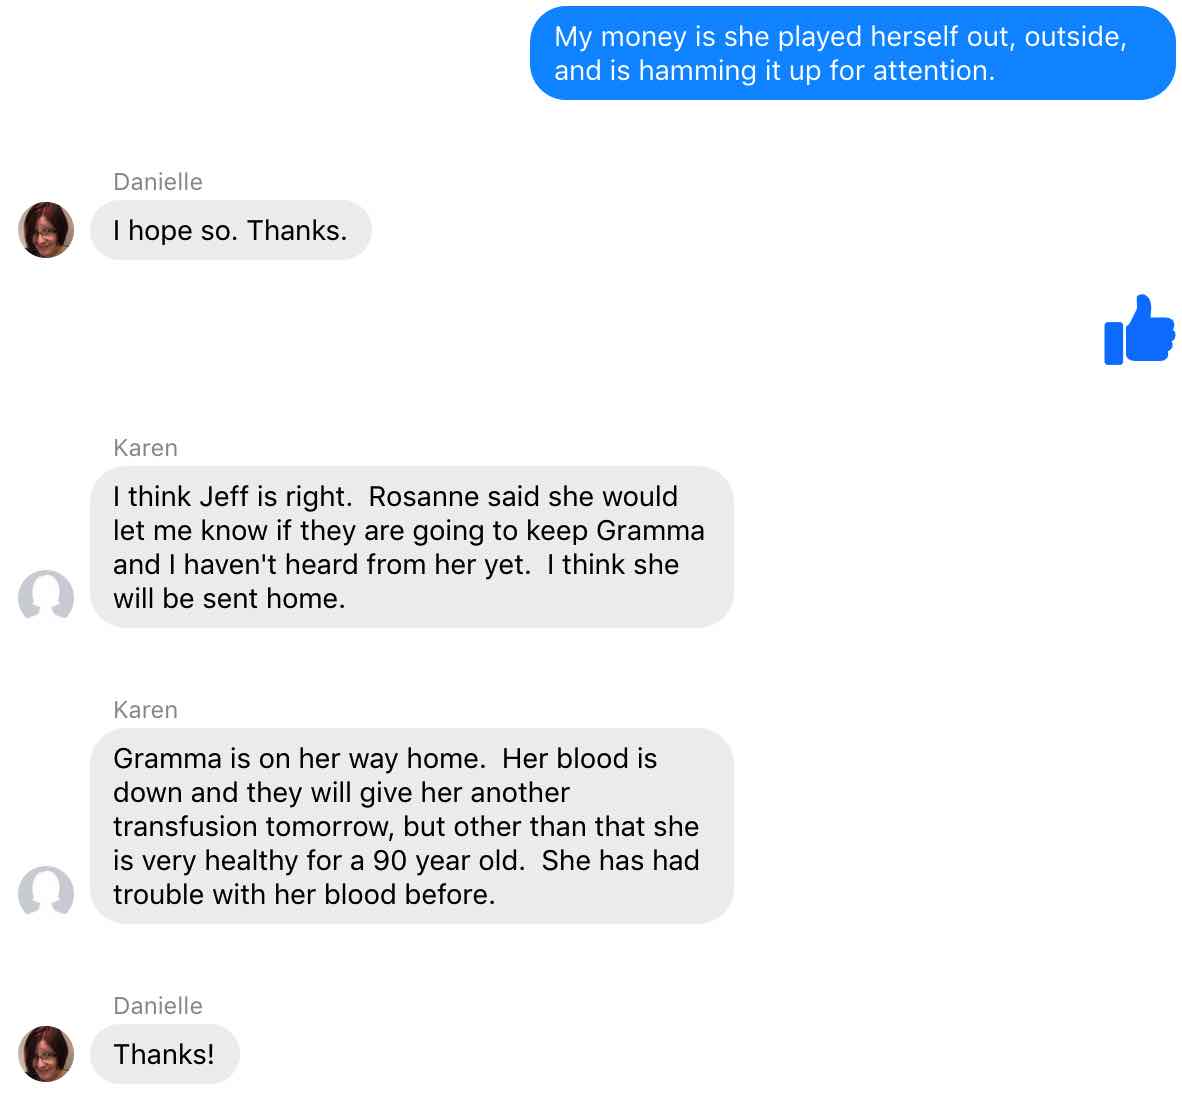 My money is she played herself out, outside,
and is hamming it up for attention.
Danielle
I hope so. Thanks.
Karen
I think Jeff is right.  Rosanne said she would
let me know if they are going to keep Gramma
and I haven't heard from her yet.  I think she
will be sent home.
Karen
Gramma is on her way home.  Her blood is
down and they will give her another
transfusion tomorrow, but other than that she
is very healthy for a 90 year old.  She has had
trouble with her blood before.
Danielle
Thanks!